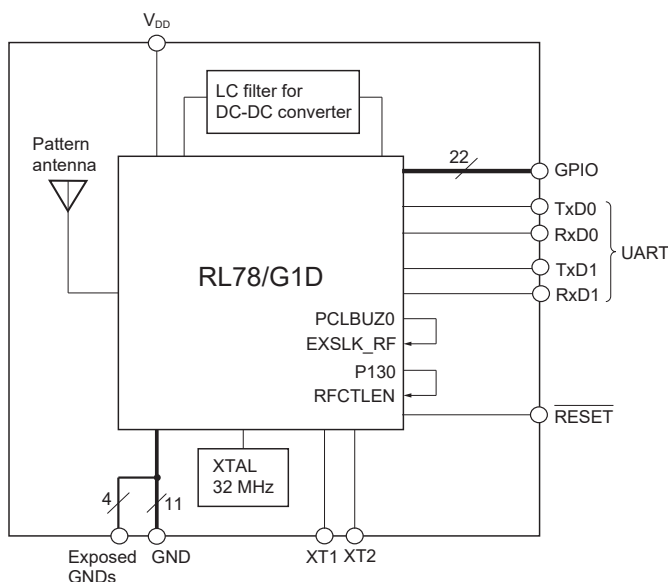 VDD
LC filter for
DC-DC converter
Pattern
antenna
22
GPIO
TxD0
RxD0
UART
TxD1
RxD1
RL78/G1D
PCLBUZ0
EXSLK_RF
P130
RFCTLEN
RESET
XTAL
32 MHz
4
11
Exposed
GNDs
GND
XT1
XT2